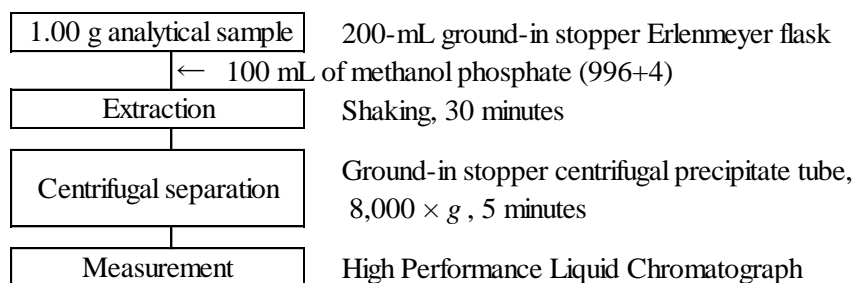 1.00 g analytical sample 200-mL ground-in stopper Erlenmeyer flask
← 100 mL of methanol phosphate (996+4)
Extraction Shaking, 30 minutes
Centrifugal separation Ground-in stopper centrifugal precipitate tube,
8,000 × g , 5 minutes
Measurement High Performance Liquid Chromatograph